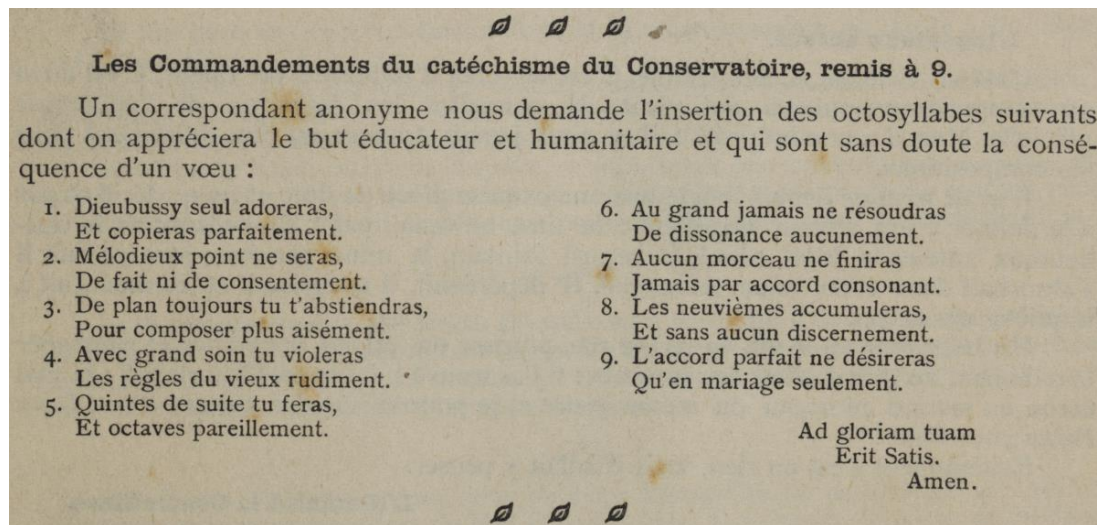 Les Commandements du catéchisme du Conservatoire, remis à 9.
Un correspondant anonyme nous demande l'insertion des octosyllabes suivants
dont on appréciera le but éducateur et humanitaire et qui sont sans doute la consé-
quence d'un vœu :
1. Dieubussy seul adoreras,
Et copieras parfaitement.
2. Mélodieux point ne seras,
De fait ni de consentement.
3. De plan toujours tu t'abstiendras,
Pour composer plus aisément.
4. Avec grand soin tu violeras
Les règles du vieux rudiment.
5. Quintes de suite tu feras,
Et octaves pareillement.
6. Au grand jamais ne résoudras
De dissonance aucunement.
7. Aucun morceau ne finiras
Jamais par accord consonant.
8. Les neuvièmes accumuleras,
Et sans aucun discernement.
9. L'accord parfait ne désireras
Qu'en mariage seulement.
Ad gloriam tuam
Erit Satis.
Amen.